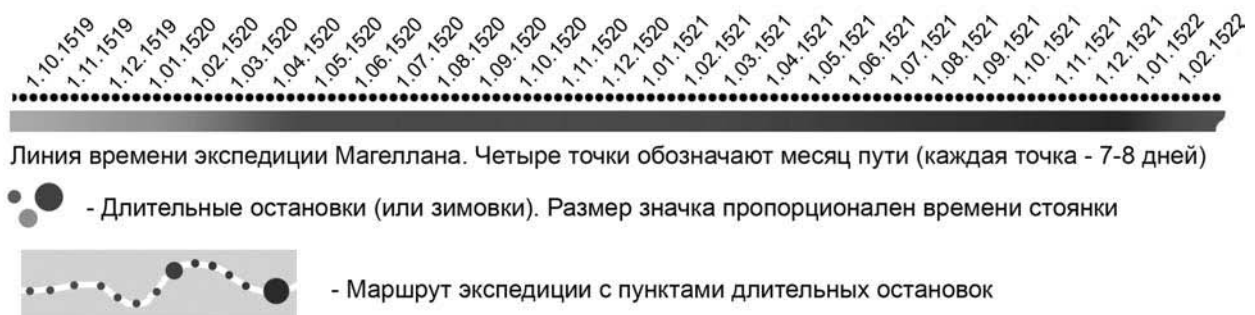 1.10.1519 1.11.1519 1.12.1519 1.01.1520 1.02.1520 1.03.1520 1.04.1520 1.05.1520 1.06.1520 1.07.1520 1.08.1520 1.09.1520 1.10.1520 1.11.1520 1.12.1520 1.01.1521 1.02.1521 1.03.1521 1.04.1521 1.05.1521 1.06.1521 1.07.1521 1.08.1521 1.09.1521 1.10.1521 1.11.1521 1.12.1521 1.01.1522 1.02.1522
Линия времени экспедиции Магеллана. Четыре точки обозначают месяц пути (каждая точка - 7-8 дней)
- Длительные остановки (или зимовки). Размер значка пропорционален времени стоянки
- Маршрут экспедиции с пунктами длительных остановок